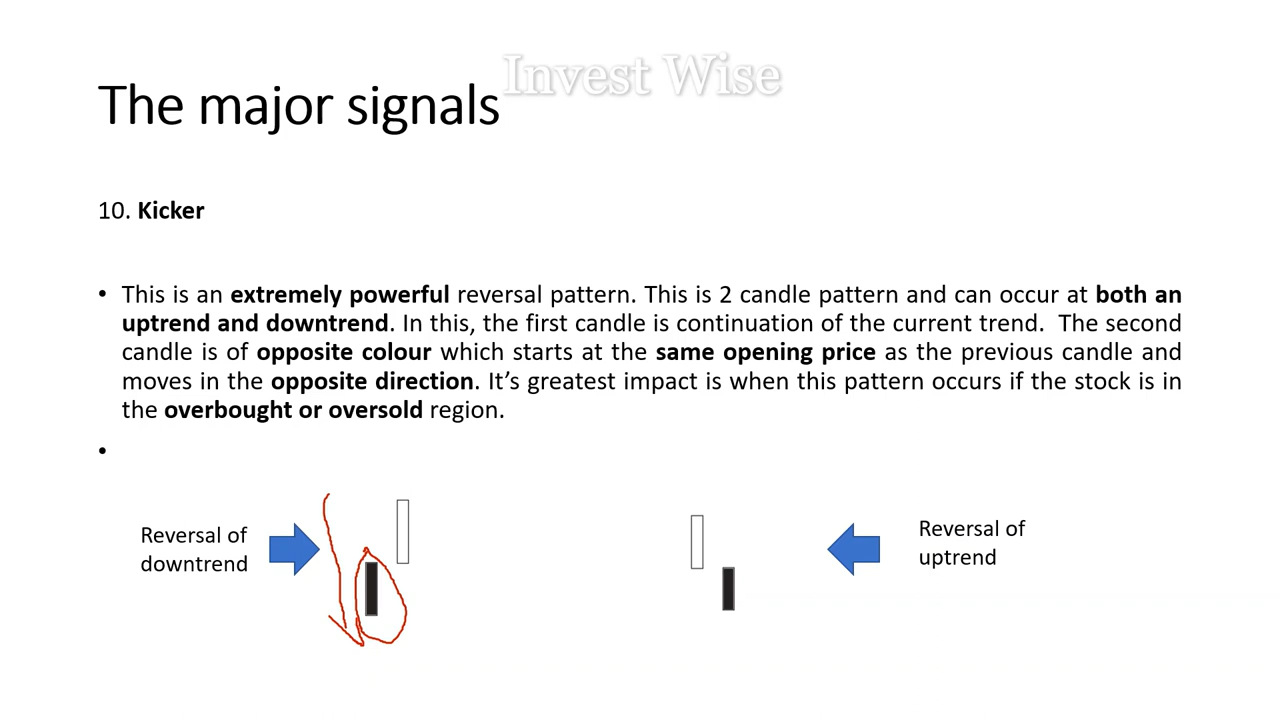 Invest Wise
The major signals
10. Kicker
• This is an extremely powerful reversal pattern. This is 2 candle pattern and can occur at both an
uptrend and downtrend. In this, the first candle is continuation of the current trend.  The second
candle is of opposite colour which starts at the same opening price as the previous candle and
moves in the opposite direction. It’s greatest impact is when this pattern occurs if the stock is in
the overbought or oversold region.
•
Reversal of
downtrend
Reversal of
uptrend